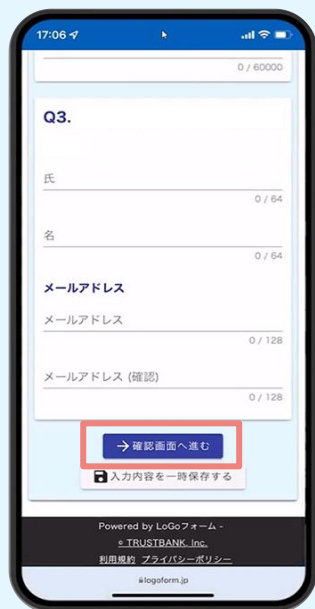 17:06
0 / 60000
Q3.
氏
0 / 64
名
0 / 64
メールアドレス
メールアドレス
0 / 128
メールアドレス (確認)
0 / 128
→確認画面へ進む
入力内容を一時保存する
Powered by LoGoフォーム -
© TRUSTBANK, Inc.
利用規約 プライバシーポリシー
logoform.jp